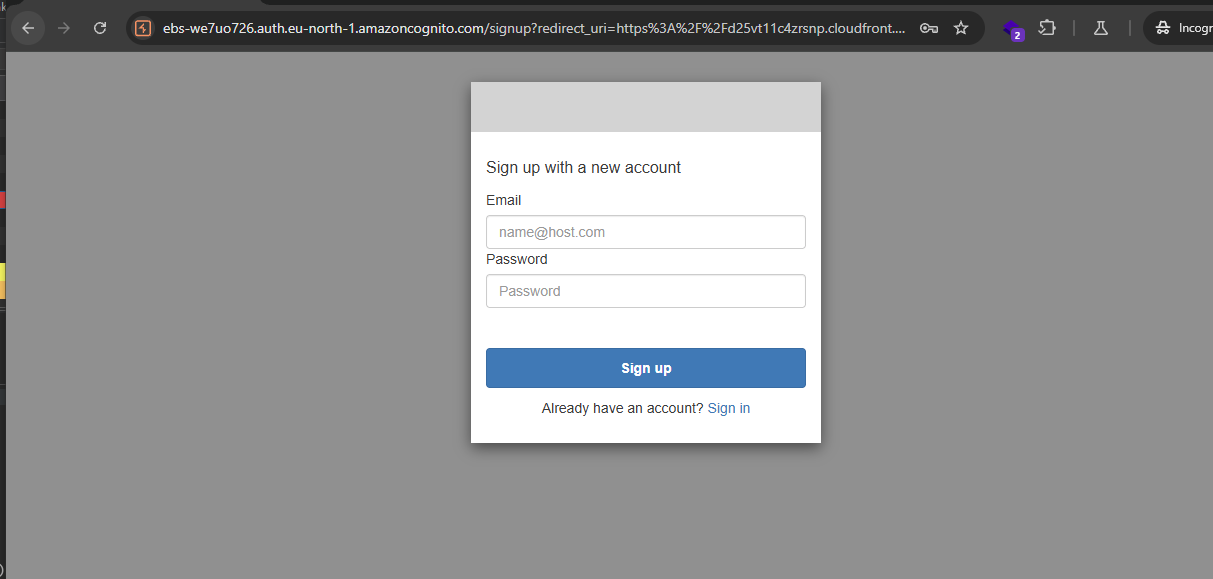 ebs-we7uo726.auth.eu-north-1.amazoncognito.com/signup?redirect_uri=https%3A%2F%2Fd25vt11c4zrsnp.cloudfront....
2
Incogr
Sign up with a new account
Email
name@host.com
Password
Password
Sign up
Already have an account? Sign in